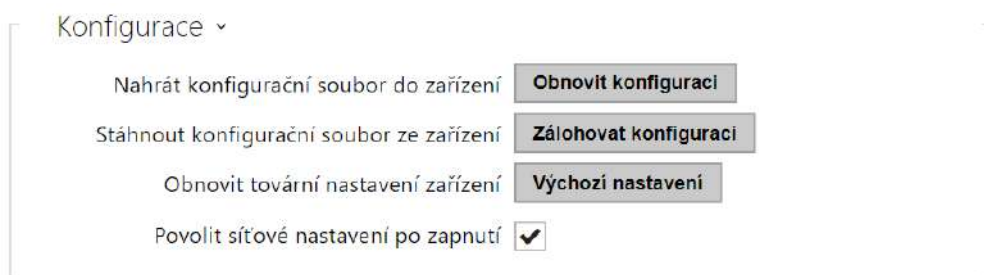 Konfigurace
Nahrát konfigurační soubor do zařízení Obnovit konfiguraci
Stáhnout konfigurační soubor ze zařízení Zálohovat konfiguraci
Obnovit tovární nastavení zařízení Výchozí nastavení
Povolit síťové nastavení po zapnutí